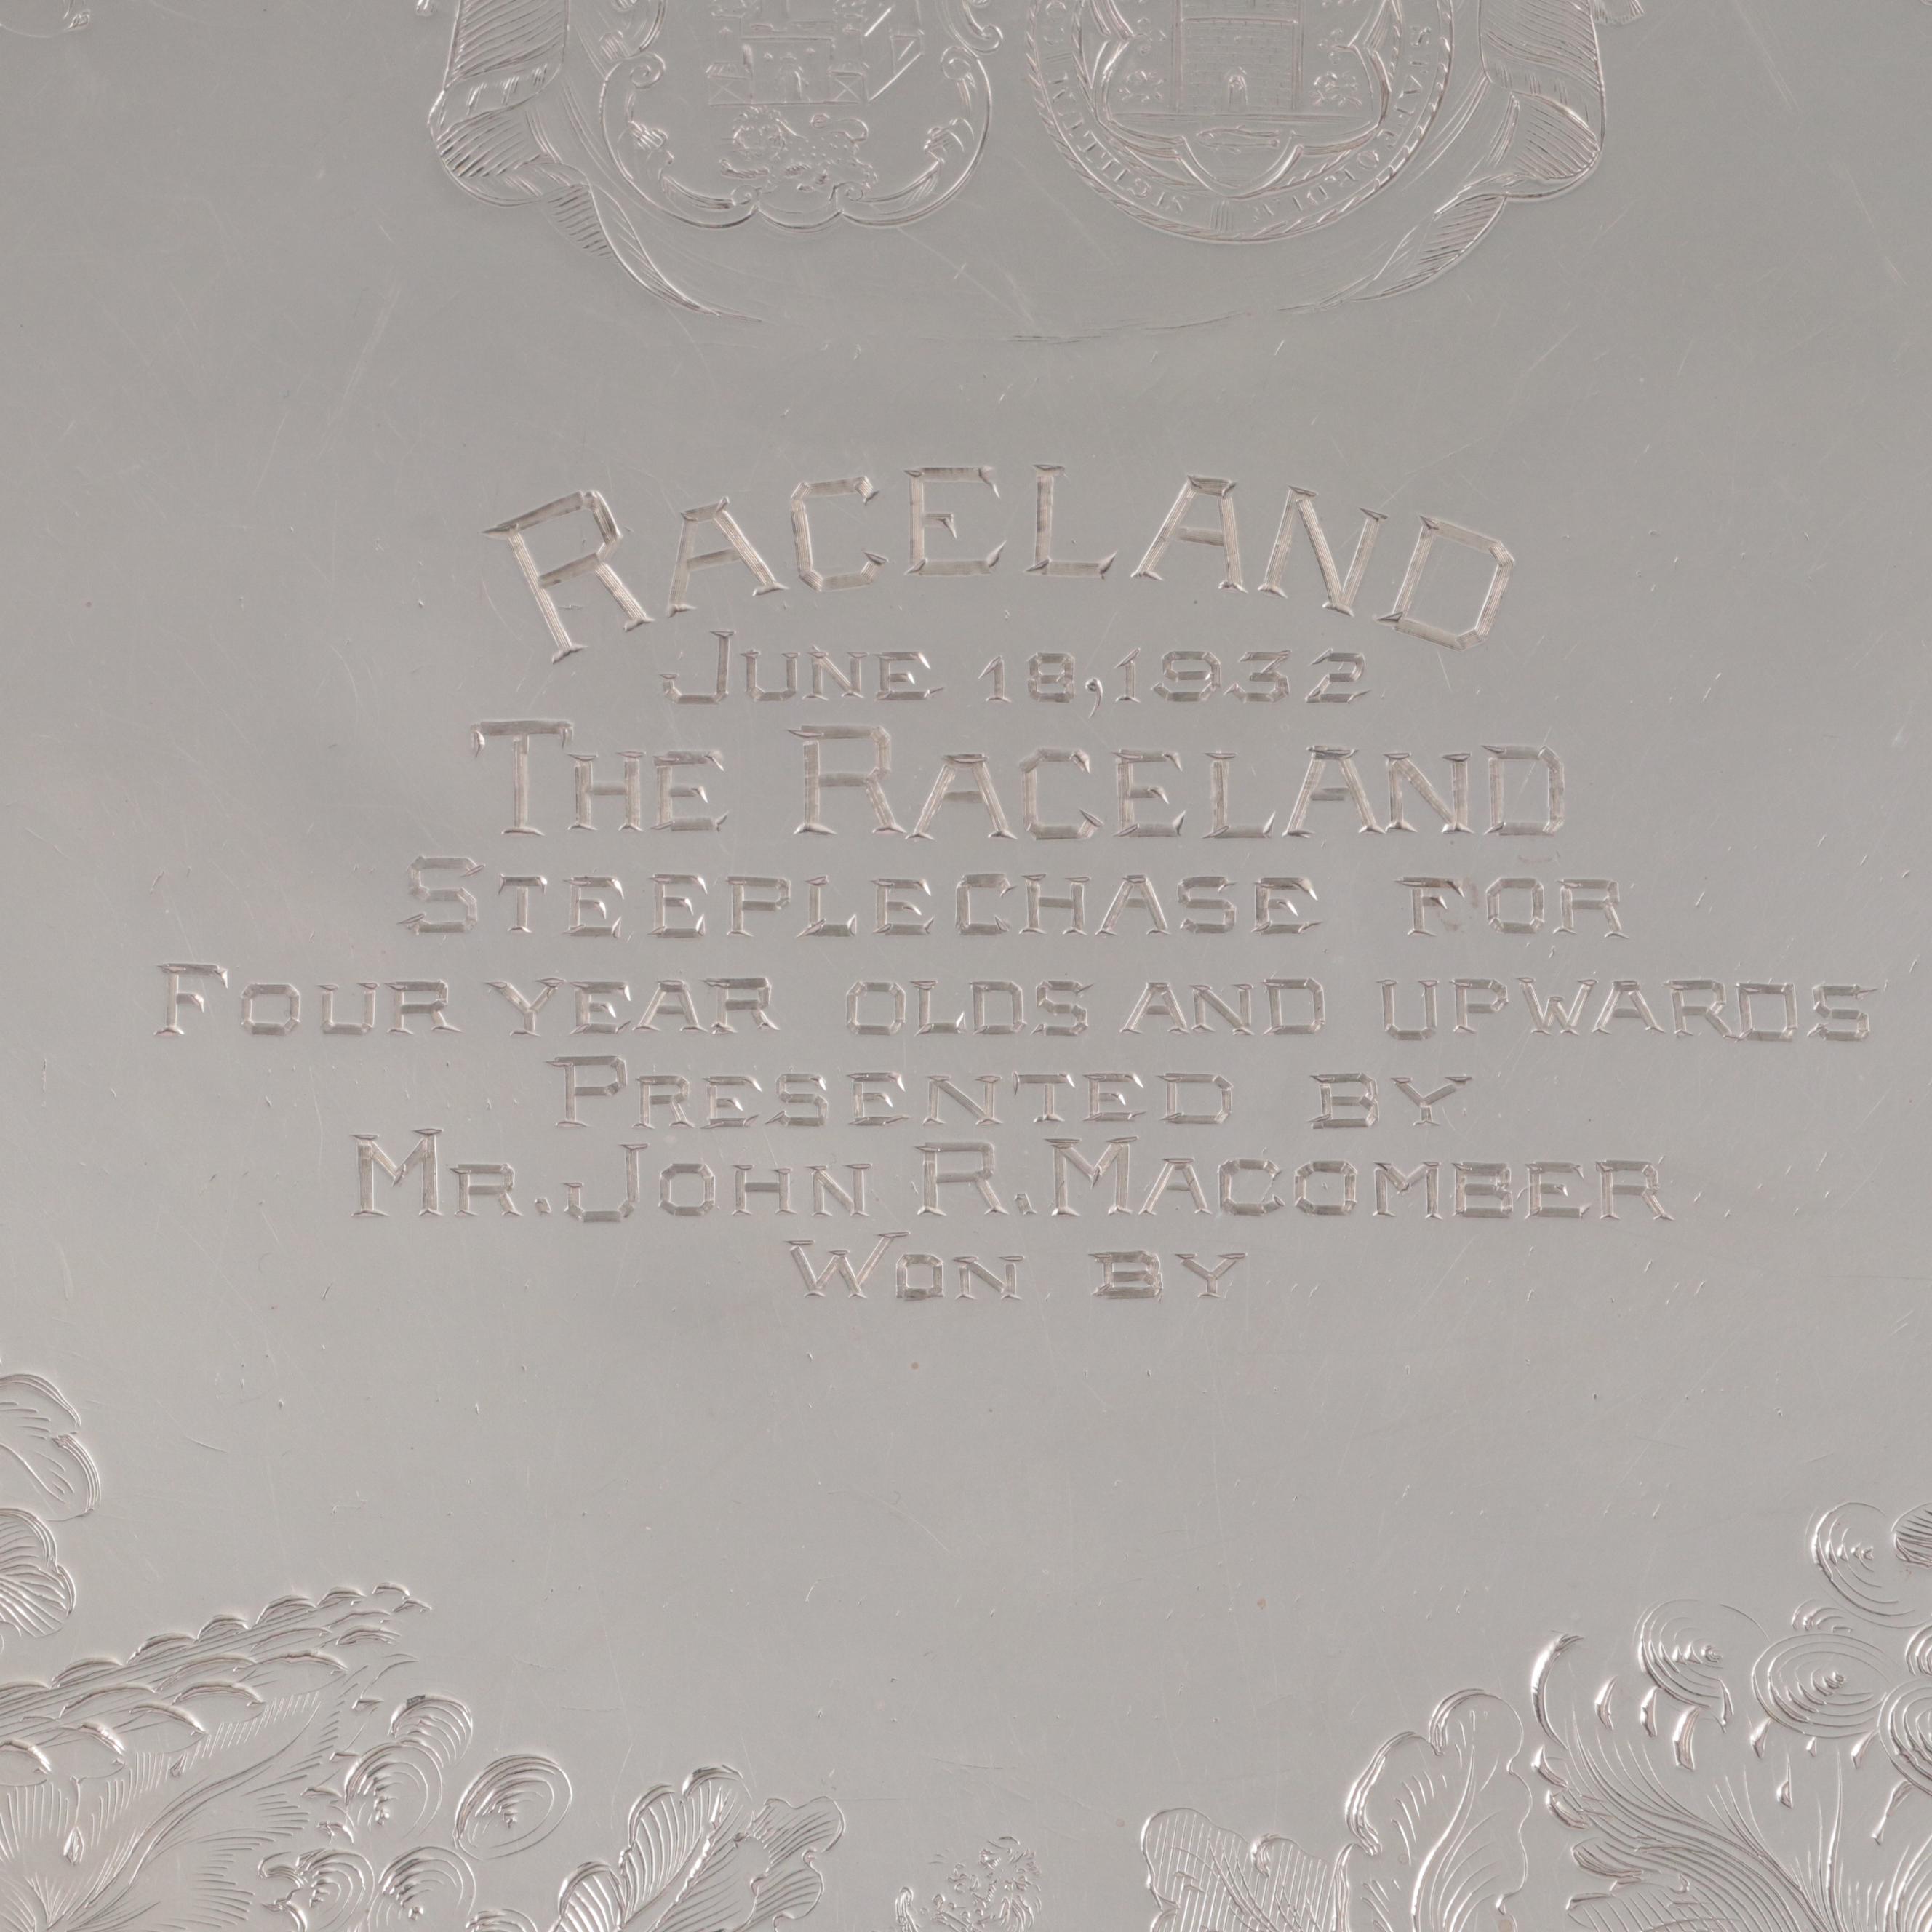 RACELAND
JUNE 18, 1932
THE RACELAND
STEEPLECHASE FOR
FOUR YEAR OLDS AND UPWARDS
PRESENTED BY
MR. JOHN R. MACOMBER
WON BY